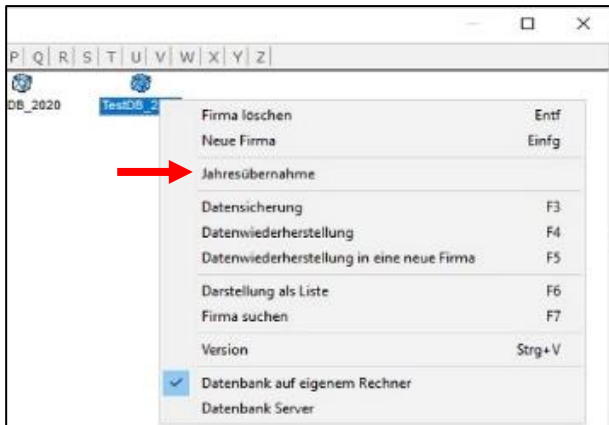 P Q R S T U V W X Y Z
DB_2020 TestDB_2
Firma löschen Entf
Neue Firma Einfg
Jahresübernahme
Datensicherung F3
Datenwiederherstellung F4
Datenwiederherstellung in eine neue Firma F5
Darstellung als Liste F6
Firma suchen F7
Version Strg+V
Datenbank auf eigenem Rechner
Datenbank Server